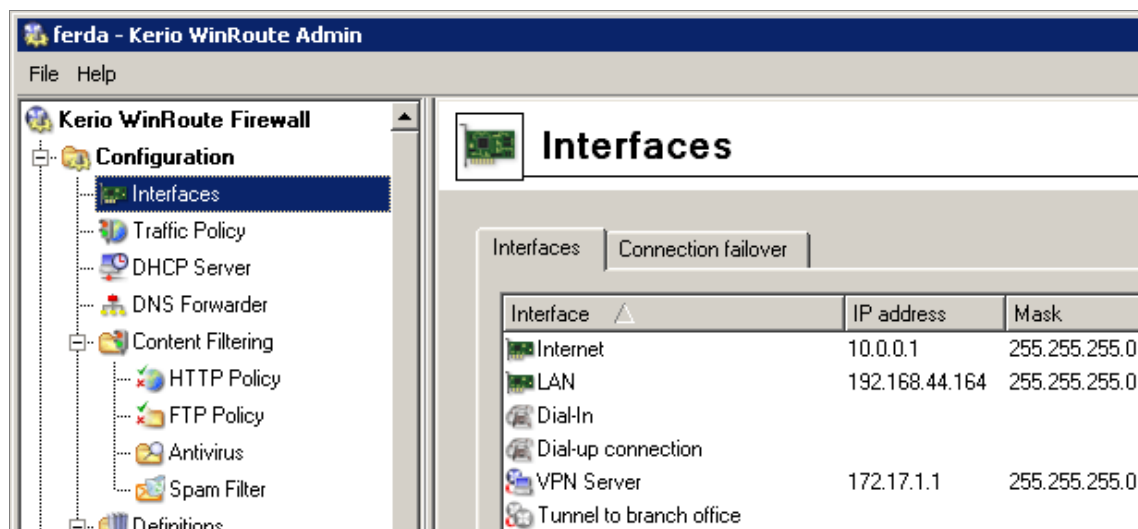 ferda - Kerio WinRoute Admin
File Help
Kerio WinRoute Firewall
Configuration
Interfaces
Traffic Policy
DHCP Server
DNS Forwarder
Content Filtering
HTTP Policy
FTP Policy
Antivirus
Spam Filter
Definitions
Interfaces
Interfaces Connection failover
Interface IP address Mask
Internet 10.0.0.1 255.255.255.0
LAN 192.168.44.164 255.255.255.0
Dial-In
Dial-up connection
VPN Server 172.17.1.1 255.255.255.0
Tunnel to branch office